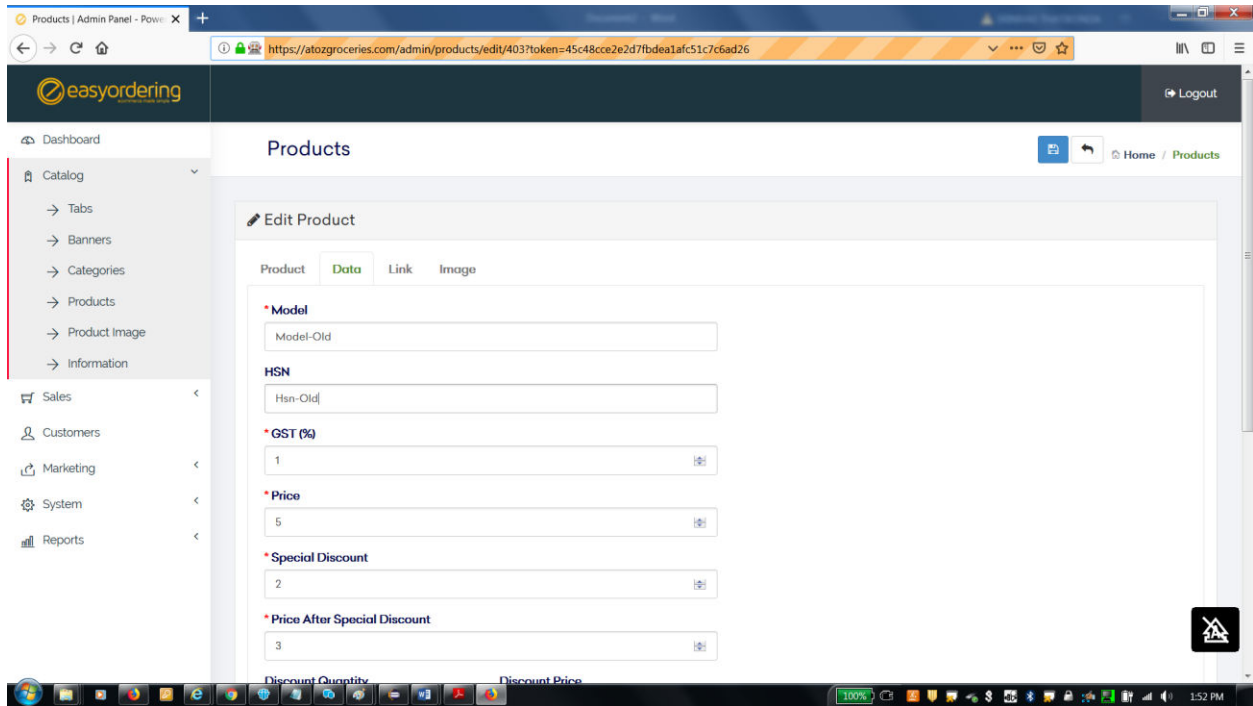 Products | Admin Panel - Powe
https://atozgroceries.com/admin/products/edit/403?token=45c48cce2e2d7fbdea1afc51c7c6ad26
easyordering
Logout
Dashboard
Products
Home / Products
Catalog
Tabs
Edit Product
Banners
Categories
Product Data Link Image
Products
* Model
Product Image
Model-Old
Information
HSN
Sales
Hsn-Old
Customers
* GST (%)
1
Marketing
* Price
System
5
Reports
* Special Discount
2
* Price After Special Discount
3
Discount Quantity Discount Price
100%
1:52 PM